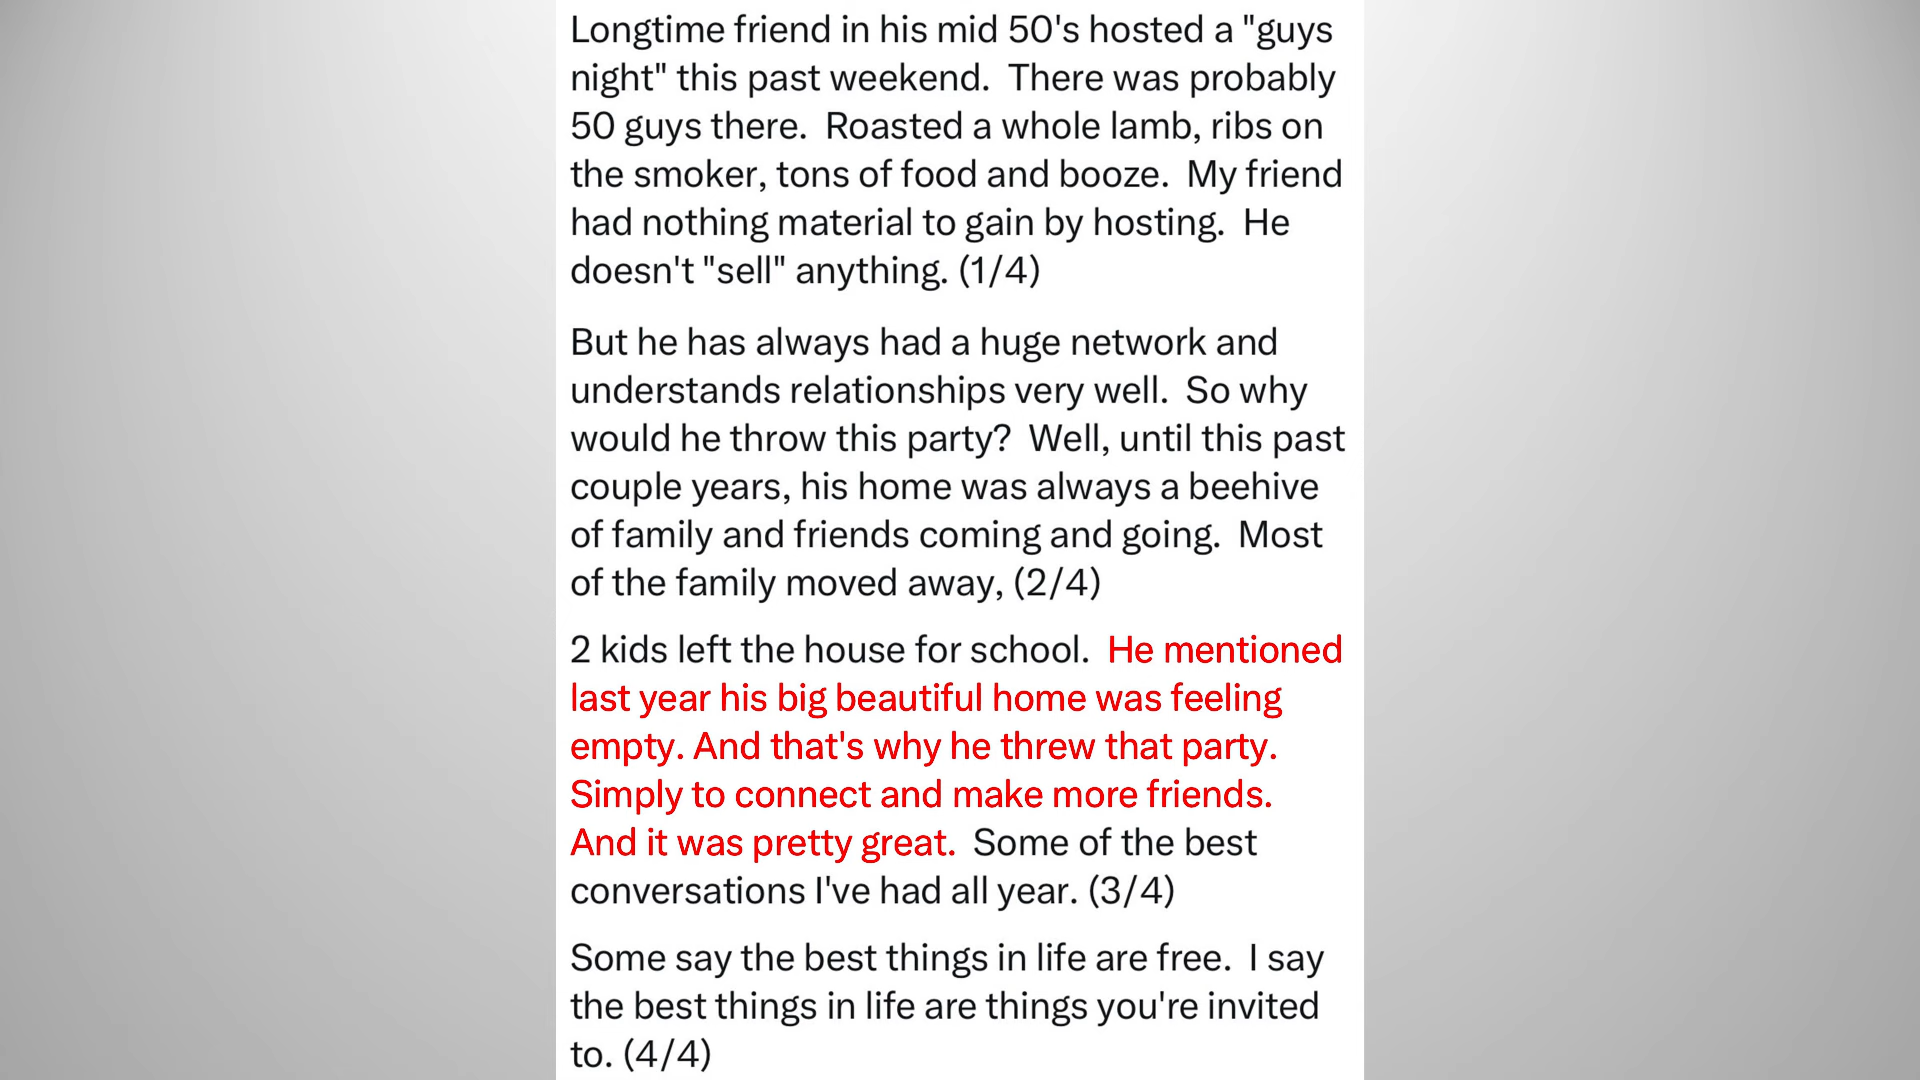 Longtime friend in his mid 50's hosted a "guys
night" this past weekend.  There was probably
50 guys there.  Roasted a whole lamb, ribs on
the smoker, tons of food and booze.  My friend
had nothing material to gain by hosting.  He
doesn't "sell" anything. (1/4)
But he has always had a huge network and
understands relationships very well.  So why
would he throw this party?  Well, until this past
couple years, his home was always a beehive
of family and friends coming and going.  Most
of the family moved away, (2/4)
2 kids left the house for school.  He mentioned
last year his big beautiful home was feeling
empty. And that's why he threw that party.
Simply to connect and make more friends.
And it was pretty great.  Some of the best
conversations I've had all year. (3/4)
Some say the best things in life are free.  I say
the best things in life are things you're invited
to. (4/4)